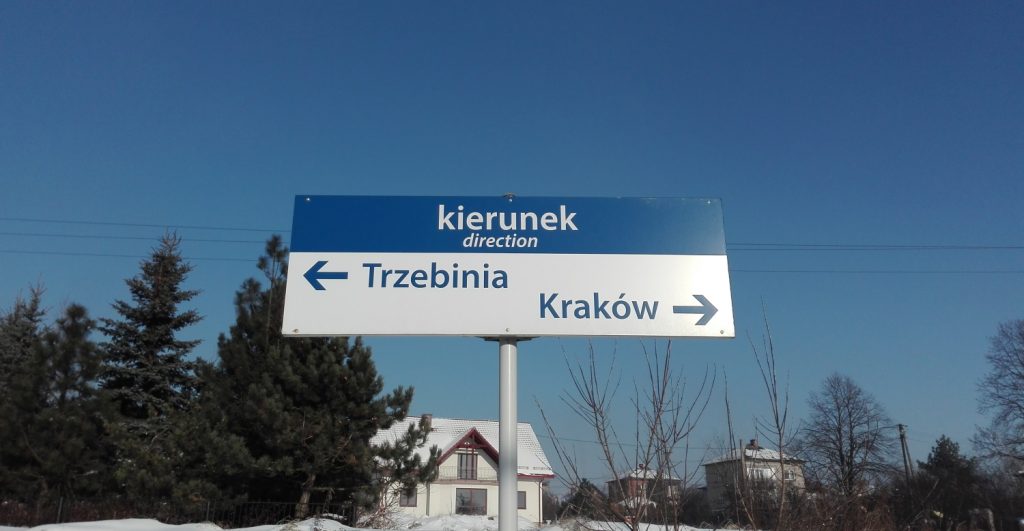 kierunek
direction
← Trzebinia
Kraków →